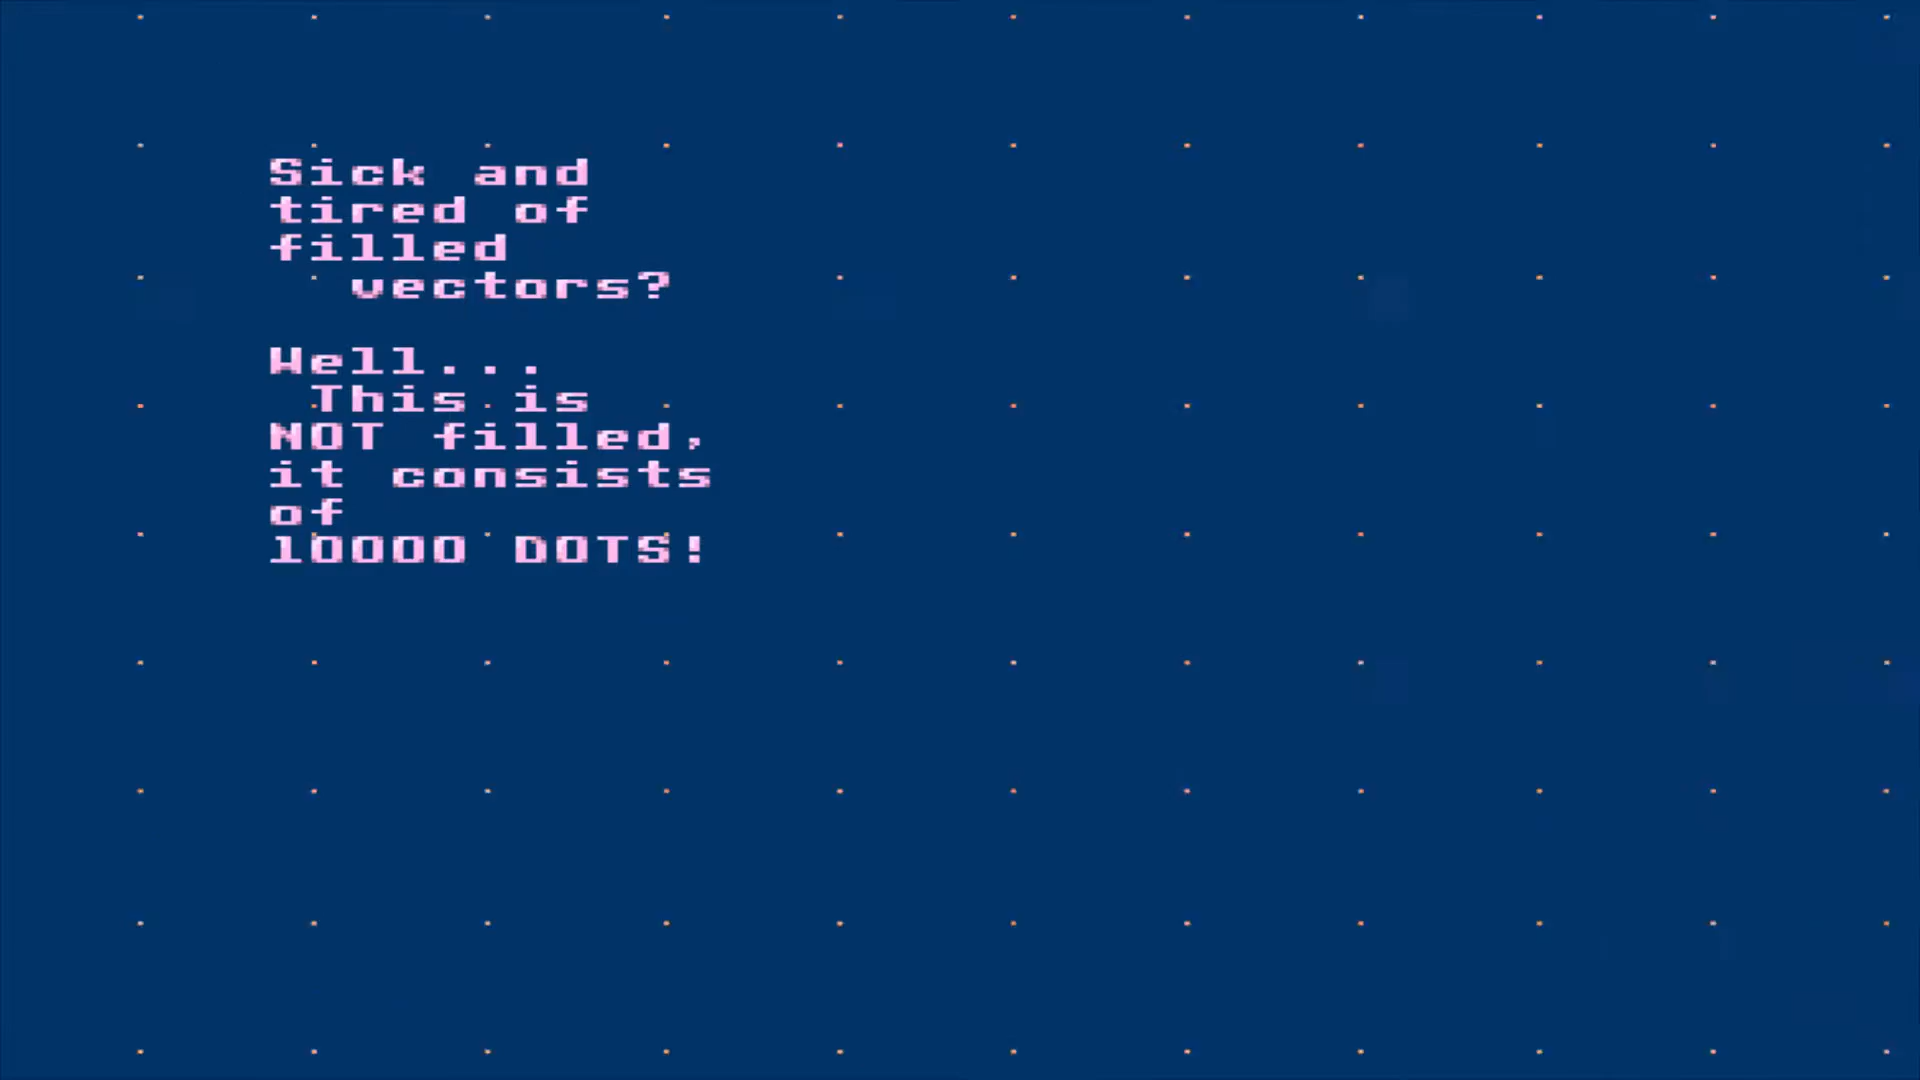 Sick and
tired of
filled
vectors?
Well...
This is
NOT filled,
it consists
of
10000 DOTS!